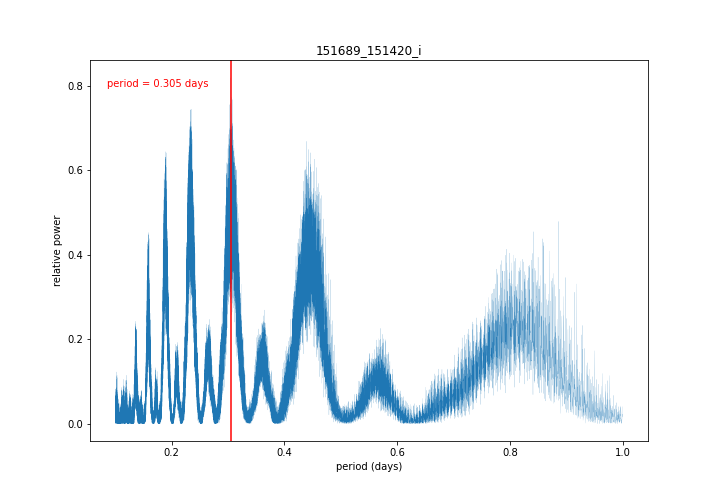 151689_151420_i
period = 0.305 days
relative power
0.8
0.6
0.4
0.2
0.0
0.2 0.4 0.6 0.8 1.0
period (days)